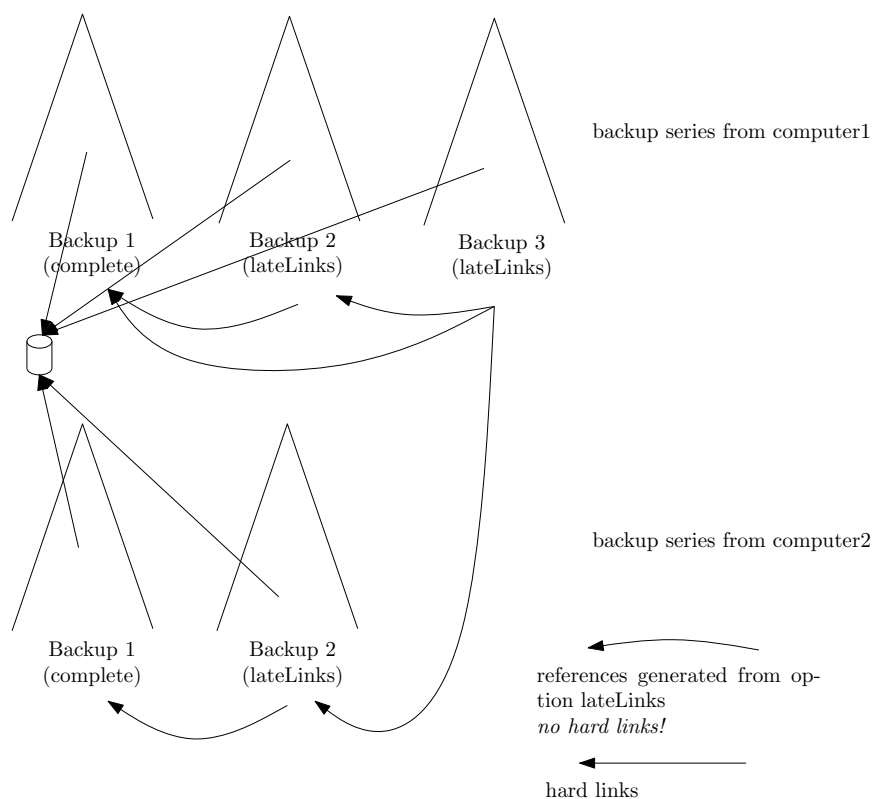 backup series from computer1
Backup 1
(complete)
Backup 2
(lateLinks)
Backup 3
(lateLinks)
backup series from computer2
Backup 1
(complete)
Backup 2
(lateLinks)
references generated from op-
tion lateLinks
no hard links!
hard links